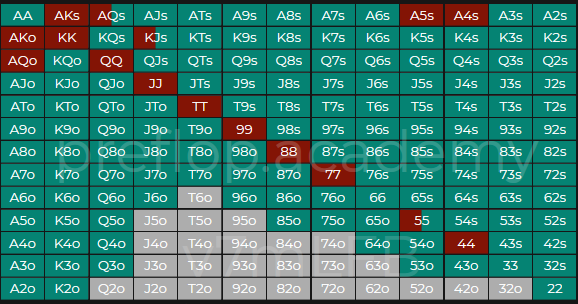 AA AKs AQs AJs ATs A9s A8s A7s A6s A5s A4s A3s A2s
AKo KK KQs KJs KTs K9s K8s K7s K6s K5s K4s K3s K2s
AQo KQo QQ QJs QTs Q9s Q8s Q7s Q6s Q5s Q4s Q3s Q2s
AJo KJo QJo JJ JTs J9s J8s J7s J6s J5s J4s J3s J2s
ATo KTo QTo JTo TT T9s T8s T7s T6s T5s T4s T3s T2s
A9o K9o Q9o J9o T9o 99 98s 97s 96s 95s 94s 93s 92s
A8o K8o Q8o J8o T8o 98o 88 87s 86s 85s 84s 83s 82s
preflop.academy
A7o K7o Q7o J7o T7o 97o 87o 77 76s 75s 74s 73s 72s
A6o K6o Q6o J6o T6o 96o 86o 76o 66 65s 64s 63s 62s
A5o K5o Q5o J5o T5o 95o 85o 75o 65o 55 54s 53s 52s
A4o K4o Q4o J4o T4o 94o 84o 74o 64o 54o 44 43s 42s
A3o K3o Q3o J3o T3o 93o 83o 73o 63o 53o 43o 33 32s
A2o K2o Q2o J2o T2o 92o 82o 72o 62o 52o 42o 32o 22